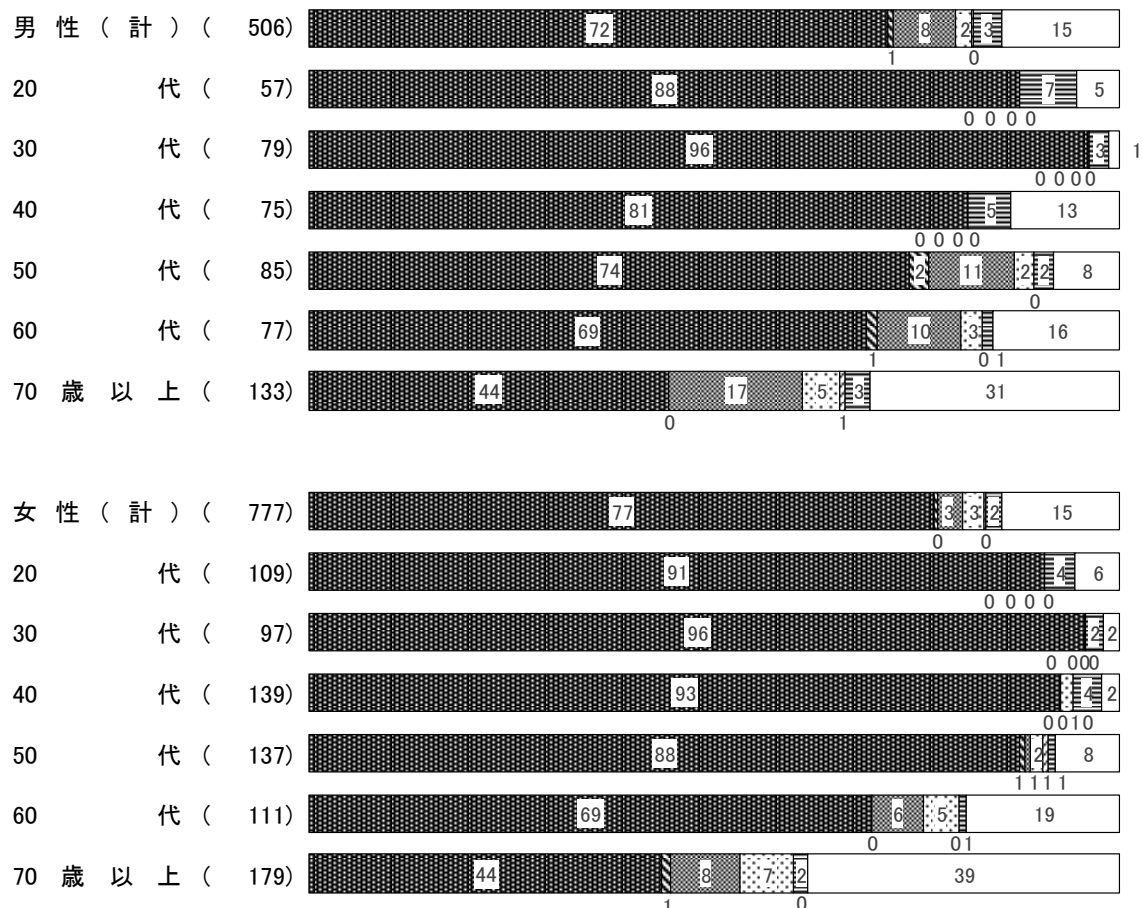 男性(計)( 506) 72 8 2 3 15
1 0
20 代( 57) 88 7 5
0 0 0 0
30 代( 79) 96 3 1
0 0 0 0
40 代( 75) 81 5 13
0 0 0 0
50 代( 85) 74 2 11 2 2 8
0
60 代( 77) 69 10 3 16
1 0 1
70歳以上( 133) 44 17 5 3 31
0 1
女性(計)( 777) 77 3 3 2 15
0 0
20 代( 109) 91 4 6
0 0 0 0
30 代( 97) 96 2 2
0 0 0 0
40 代( 139) 93 4 2
0 0 1 0
50 代( 137) 88 2 8
1 1 1 1
60 代( 111) 69 6 5 19
0 0 1
70歳以上( 179) 44 8 7 2 39
1 0